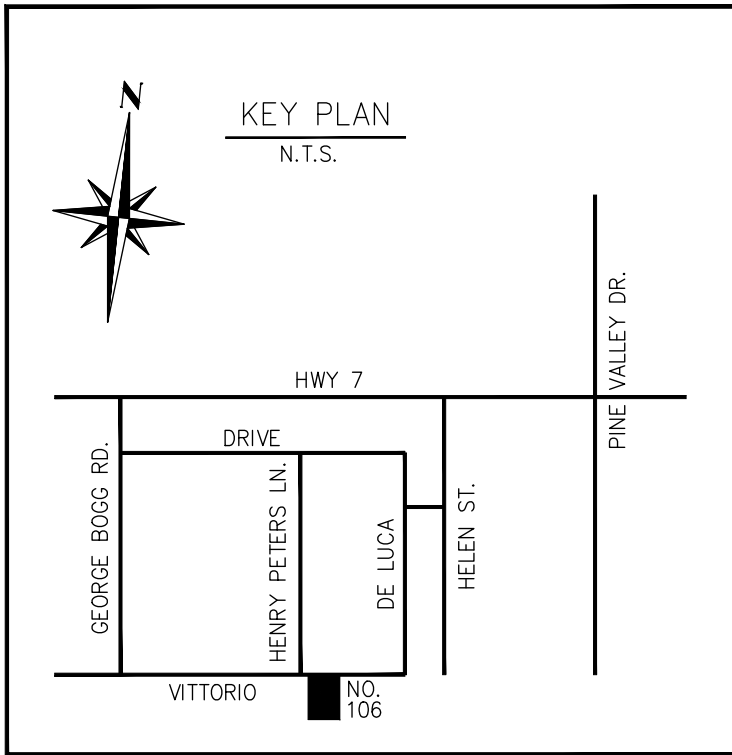 N
KEY PLAN
N.T.S.
HWY 7
PINE VALLEY DR.
DRIVE
GEORGE BOGG RD.
HENRY PETERS LN.
DE LUCA
HELEN ST.
VITTORIO
NO.
106